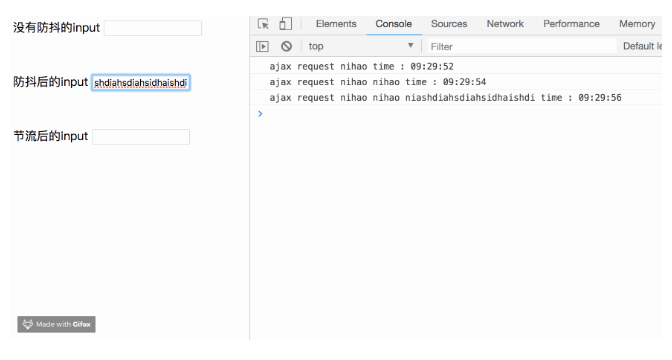 没有防抖的input
防抖后的input shdiahsdiahsidhaishdi
节流后的input
Made with Gifox
Elements Console Sources Network Performance Memory
top Filter Default le
ajax request nihao time : 09:29:52
ajax request nihao nihao time : 09:29:54
ajax request nihao nihao niashdiahsdiahsidhaishdi time : 09:29:56